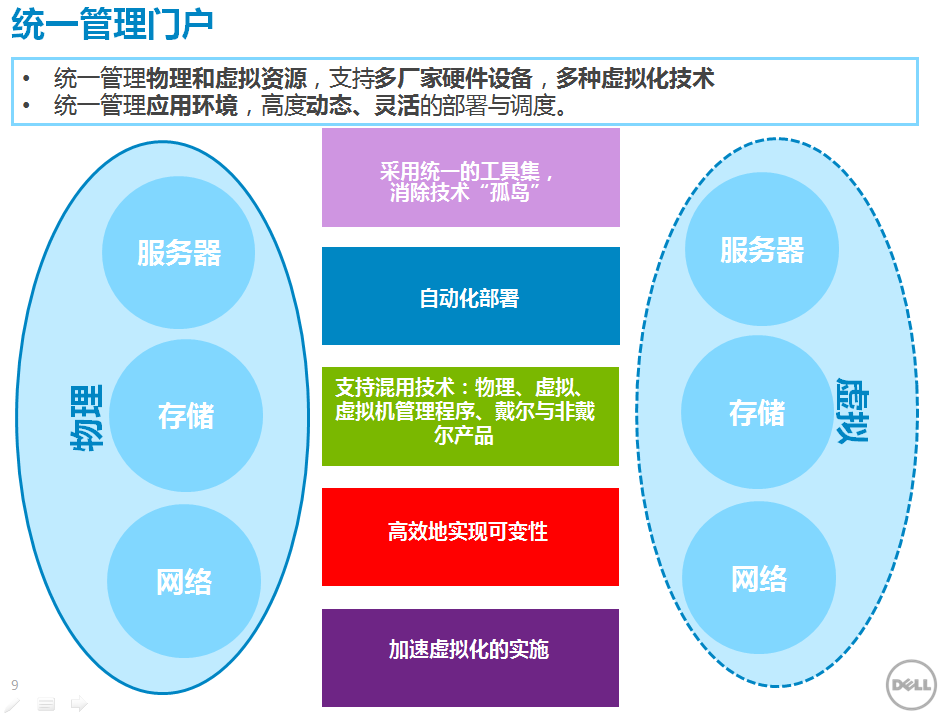 统一管理门户
• 统一管理物理和虚拟资源，支持多厂家硬件设备，多种虚拟化技术
• 统一管理应用环境，高度动态、灵活的部署与调度。
物理
服务器
存储
网络
采用统一的工具集，
消除技术“孤岛”
自动化部署
支持混用技术：物理、虚拟、
虚拟机管理程序、戴尔与非戴
尔产品
高效地实现可变性
加速虚拟化的实施
服务器
存储
网络
虚拟
9
DELL